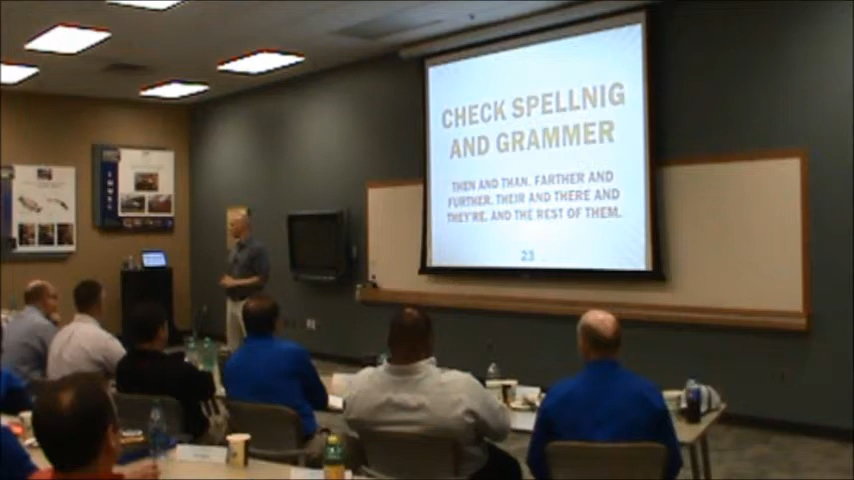 CHECK SPELLNIG
AND GRAMMER
THEN AND THAN. FARTHER AND
FURTHER. THEIR AND THERE AND
THEY'RE. AND THE REST OF THEM.
23